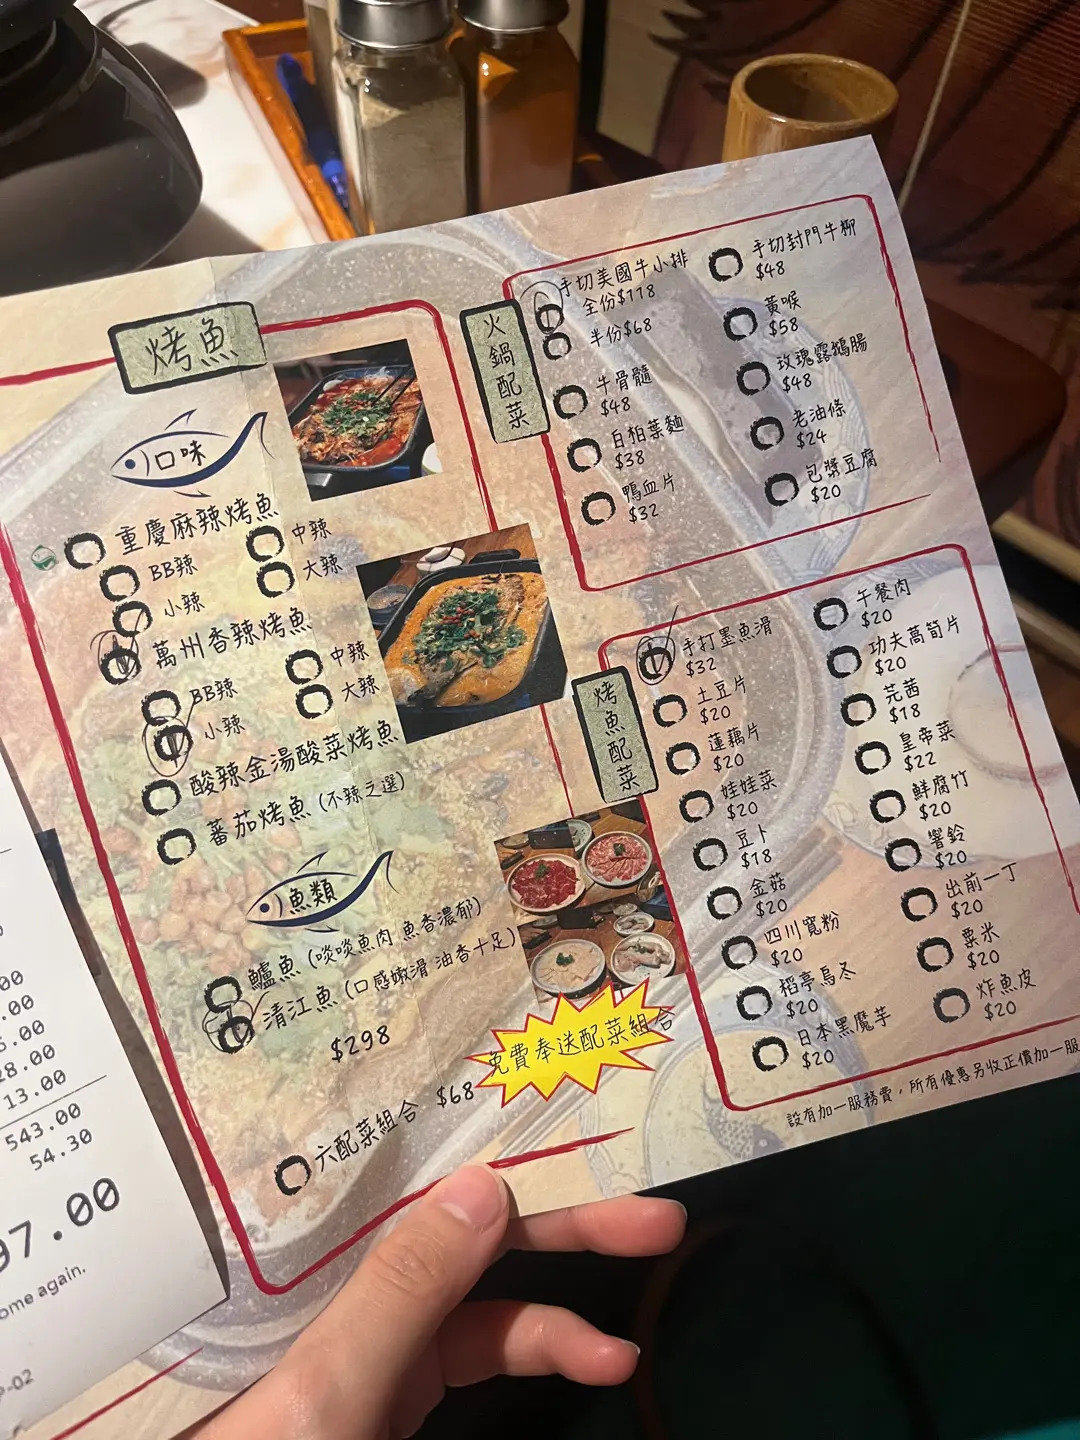 烤魚
口味
重慶麻辣烤魚
BB辣
中辣
小辣
大辣
萬州香辣烤魚
BB辣
中辣
小辣
大辣
酸辣金湯酸菜烤魚
蕃茄烤魚 (不辣之選)
魚類
鱸魚 (啖啖魚肉 魚香濃郁)
清江魚 (口感嫩滑 油香十足)
$298
免費奉送配菜組合
六配菜組合 $68
火鍋配菜
手切美國牛小排
全份$118
半份$68
牛骨髓
$48
白柏葉麵
$38
鴨血片
$32
手切封門牛柳
$48
黃喉
$58
玫瑰露鵝腸
$48
老油條
$24
包漿豆腐
$20
烤魚配菜
手打墨魚滑
$32
土豆片
$20
蓮藕片
$20
娃娃菜
$20
豆卜
$18
金菇
$20
四川寬粉
$20
稻亭烏冬
$20
日本黑魔芋
$20
午餐肉
$20
功夫萵筍片
$20
芫茜
$18
皇帝菜
$22
鮮腐竹
$20
響鈴
$20
出前一丁
$20
粟米
$20
炸魚皮
$20
設有加一服務費，所有優惠另收正價加一服
28.00
13.00
543.00
54.30
97.00
ome again.
P-02